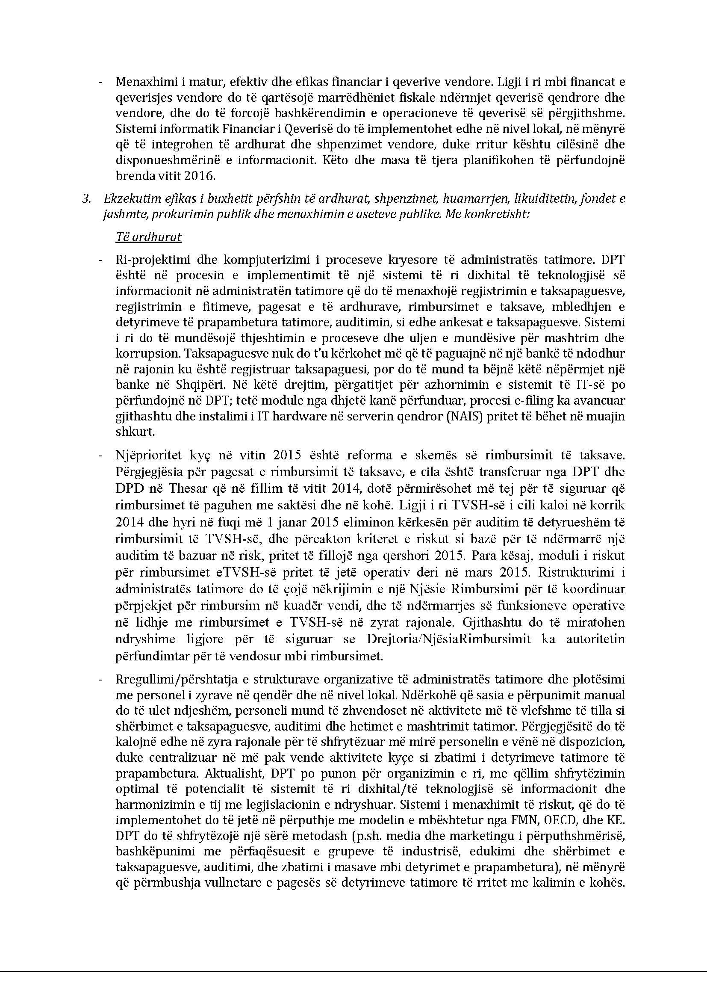 - Menaxhimi i matur, efektiv dhe efikas financiar i qeverive vendore. Ligji i ri mbi financat e
qeverisjes vendore do të qartësojë marrëdhëniet fiskale ndërmjet qeverisë qendrore dhe
vendore, dhe do të forcojë bashkërendimin e operacioneve të qeverisë së përgjithshme.
Sistemi informatik Financiar i Qeverisë do të implementohet edhe në nivel lokal, në mënyrë
që të integrohen të ardhurat dhe shpenzimet vendore, duke rritur kështu cilësinë dhe
disponueshmërinë e informacionit. Këto dhe masa të tjera planifikohen të përfundojnë
brenda vitit 2016.
3. Ekzekutim efikas i buxhetit përfshin të ardhurat, shpenzimet, huamarrjen, likuiditetin, fondet e
jashmte, prokurimin publik dhe menaxhimin e aseteve publike. Me konkretisht:
Të ardhurat
- Ri-projektimi dhe kompjuterizimi i proceseve kryesore të administratës tatimore. DPT
është në procesin e implementimit të një sistemi të ri dixhital të teknologjisë së
informacionit në administratën tatimore që do të menaxhojë regjistrimin e taksapaguesve,
regjistrimin e fitimeve, pagesat e të ardhurave, rimbursimet e taksave, mbledhjen e
detyrimeve të prapambetura tatimore, auditimin, si edhe ankesat e taksapaguesve. Sistemi
i ri do të mundësojë thjeshtimin e proceseve dhe uljen e mundësive për mashtrim dhe
korrupsion. Taksapaguesve nuk do t’u kërkohet më që të paguajnë në një bankë të ndodhur
në rajonin ku është regjistruar taksapaguesi, por do të mund ta bëjnë këtë nëpërmjet një
banke në Shqipëri. Në këtë drejtim, përgatitjet për azhornimin e sistemit të IT-së po
përfundojnë në DPT; tetë module nga dhjetë kanë përfunduar, procesi e-filing ka avancuar
gjithashtu dhe instalimi i IT hardware në serverin qendror (NAIS) pritet të bëhet në muajin
shkurt.
- Njëprioritet kyç në vitin 2015 është reforma e skemës së rimbursimit të taksave.
Përgjegjësia për pagesat e rimbursimit të taksave, e cila është transferuar nga DPT dhe
DPD në Thesar që në fillim të vitit 2014, dotë përmirësohet më tej për të siguruar që
rimbursimet të paguhen me saktësi dhe në kohë. Ligji i ri TVSH-së i cili kaloi në korrik
2014 dhe hyri në fuqi më 1 janar 2015 eliminon kërkesën për auditim të detyrueshëm të
rimbursimit të TVSH-së, dhe përcakton kriteret e riskut si bazë për të ndërmarrë një
auditim të bazuar në risk, pritet të fillojë nga qershori 2015. Para kësaj, moduli i riskut
për rimbursimet eTVSH-së pritet të jetë operativ deri në mars 2015. Ristrukturimi i
administratës tatimore do të çojë nëkrijimin e një Njësie Rimbursimi për të koordinuar
përpjekjet për rimbursim në kuadër vendi, dhe të ndërmarrjes së funksioneve operative
në lidhje me rimbursimet e TVSH-së në zyrat rajonale. Gjithashtu do të miratohen
ndryshime ligjore për të siguruar se Drejtoria/NjësiaRimbursimit ka autoritetin
përfundimtar për të vendosur mbi rimbursimet.
- Rregullimi/përshtatja e strukturave organizative të administratës tatimore dhe plotësimi
me personel i zyrave në qendër dhe në nivel lokal. Ndërkohë që sasia e përpunimit manual
do të ulet ndjeshëm, personeli mund të zhvendoset në aktivitete më të vlefshme të tilla si
shërbimet e taksapaguesve, auditimi dhe hetimet e mashtrimit tatimor. Përgjegjësitë do të
kalojnë edhe në zyra rajonale për të shfrytëzuar më mirë personelin e vënë në dispozicion,
duke centralizuar në më pak vende aktivitete kyçe si zbatimi i detyrimeve tatimore të
prapambetura. Aktualisht, DPT po punon për organizimin e ri, me qëllim shfrytëzimin
optimal të potencialit të sistemit të ri dixhital/të teknologjisë së informacionit dhe
harmonizimin e tij me legjislacionin e ndryshuar. Sistemi i menaxhimit të riskut, që do të
implementohet do të jetë në përputhje me modelin e mbështetur nga FMN, OECD, dhe KE.
DPT do të shfrytëzojë një sërë metodash (p.sh. media dhe marketingu i përputhshmërisë,
bashkëpunimi me përfaqësuesit e grupeve të industrisë, edukimi dhe shërbimet e
taksapaguesve, auditimi, dhe zbatimi i masave mbi detyrimet e prapambetura), në mënyrë
që përmbushja vullnetare e pagesës së detyrimeve tatimore të rritet me kalimin e kohës.